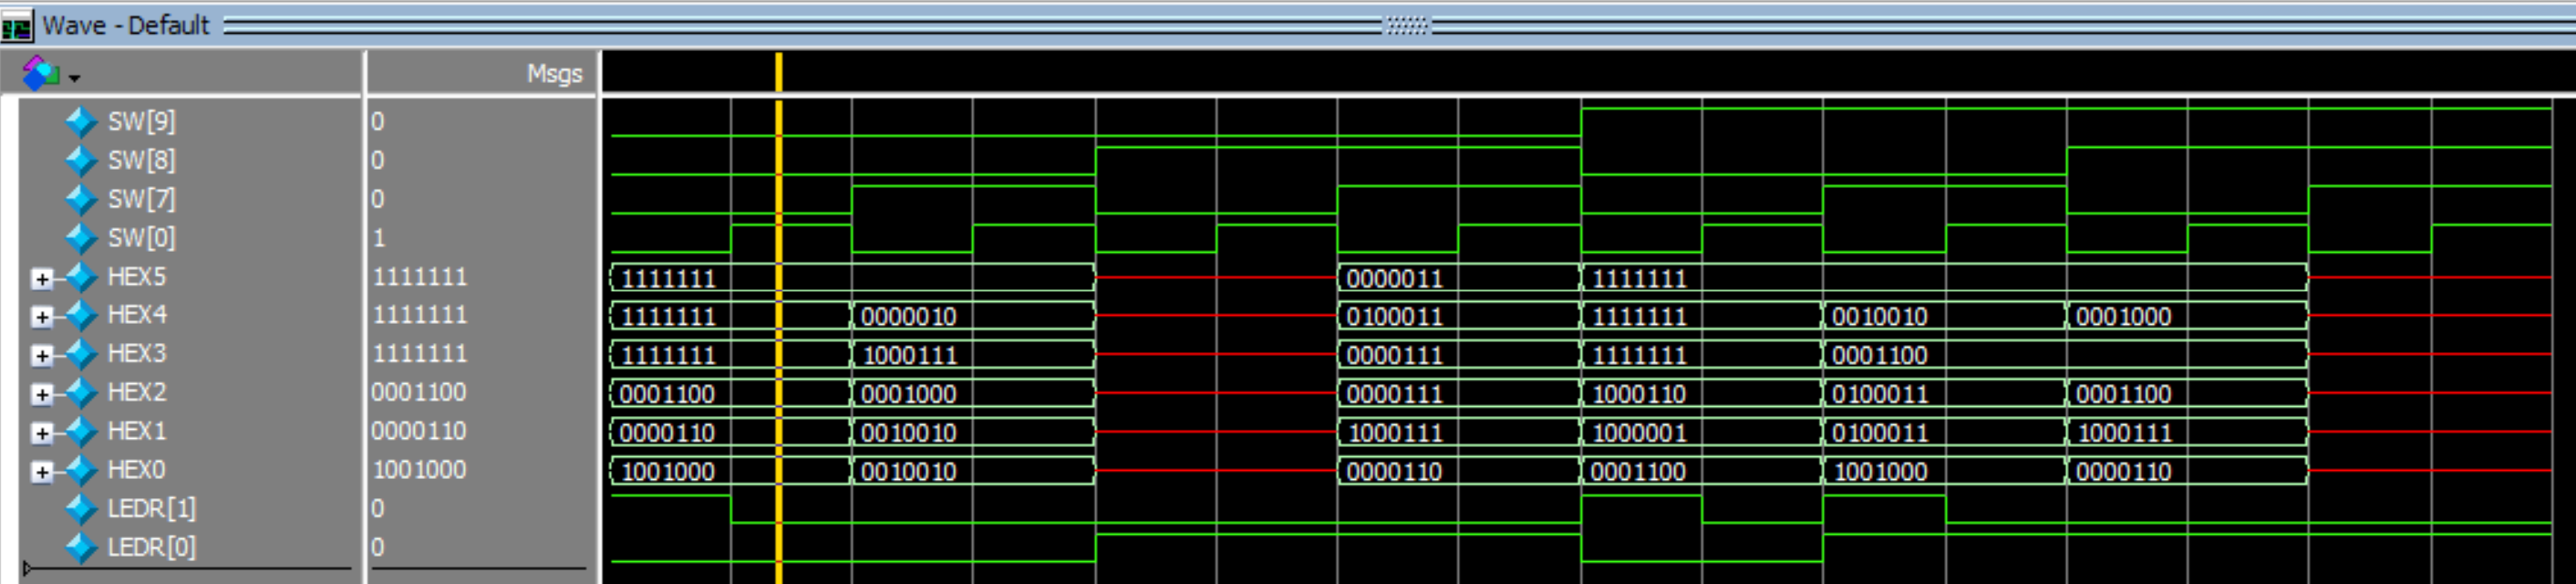 Wave - Default
Msgs
SW[9] 0
SW[8] 0
SW[7] 0
SW[0] 1
HEX5 1111111 1111111 0000011 1111111
HEX4 1111111 1111111 0000010 0100011 1111111 0010010 0001000
HEX3 1111111 1111111 1000111 0000111 1111111 0001100
HEX2 0001100 0001100 0001000 0000111 1000110 0100011 0001100
HEX1 0000110 0000110 0010010 1000111 1000001 0100011 1000111
HEX0 1001000 1001000 0010010 0000110 0001100 1001000 0000110
LEDR[1] 0
LEDR[0] 0